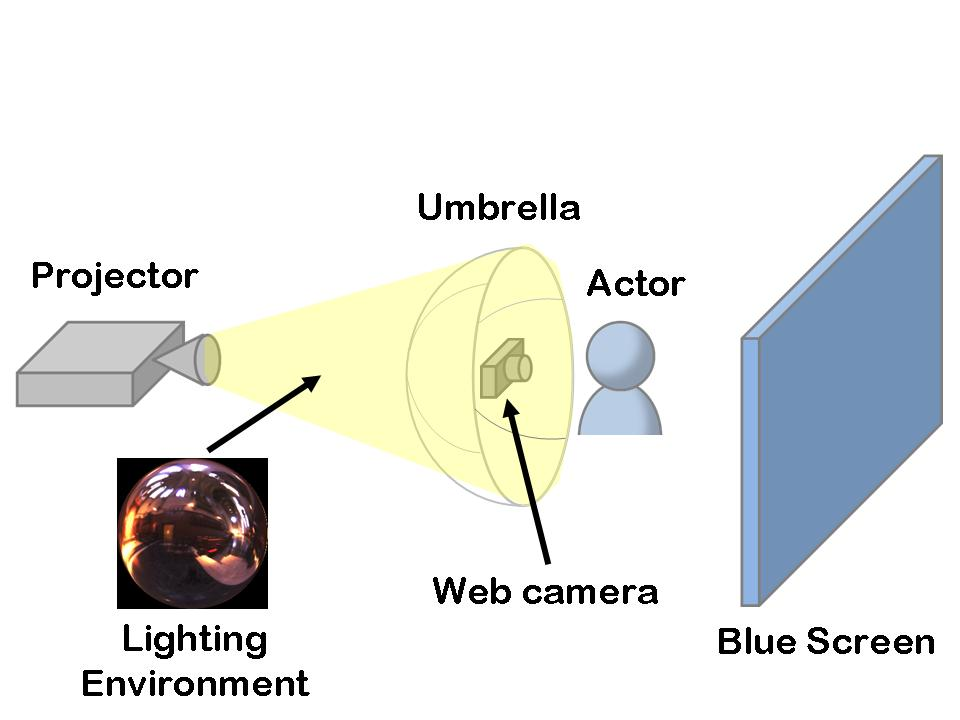 Umbrella
Projector
Actor
Web camera
Lighting
Environment
Blue Screen